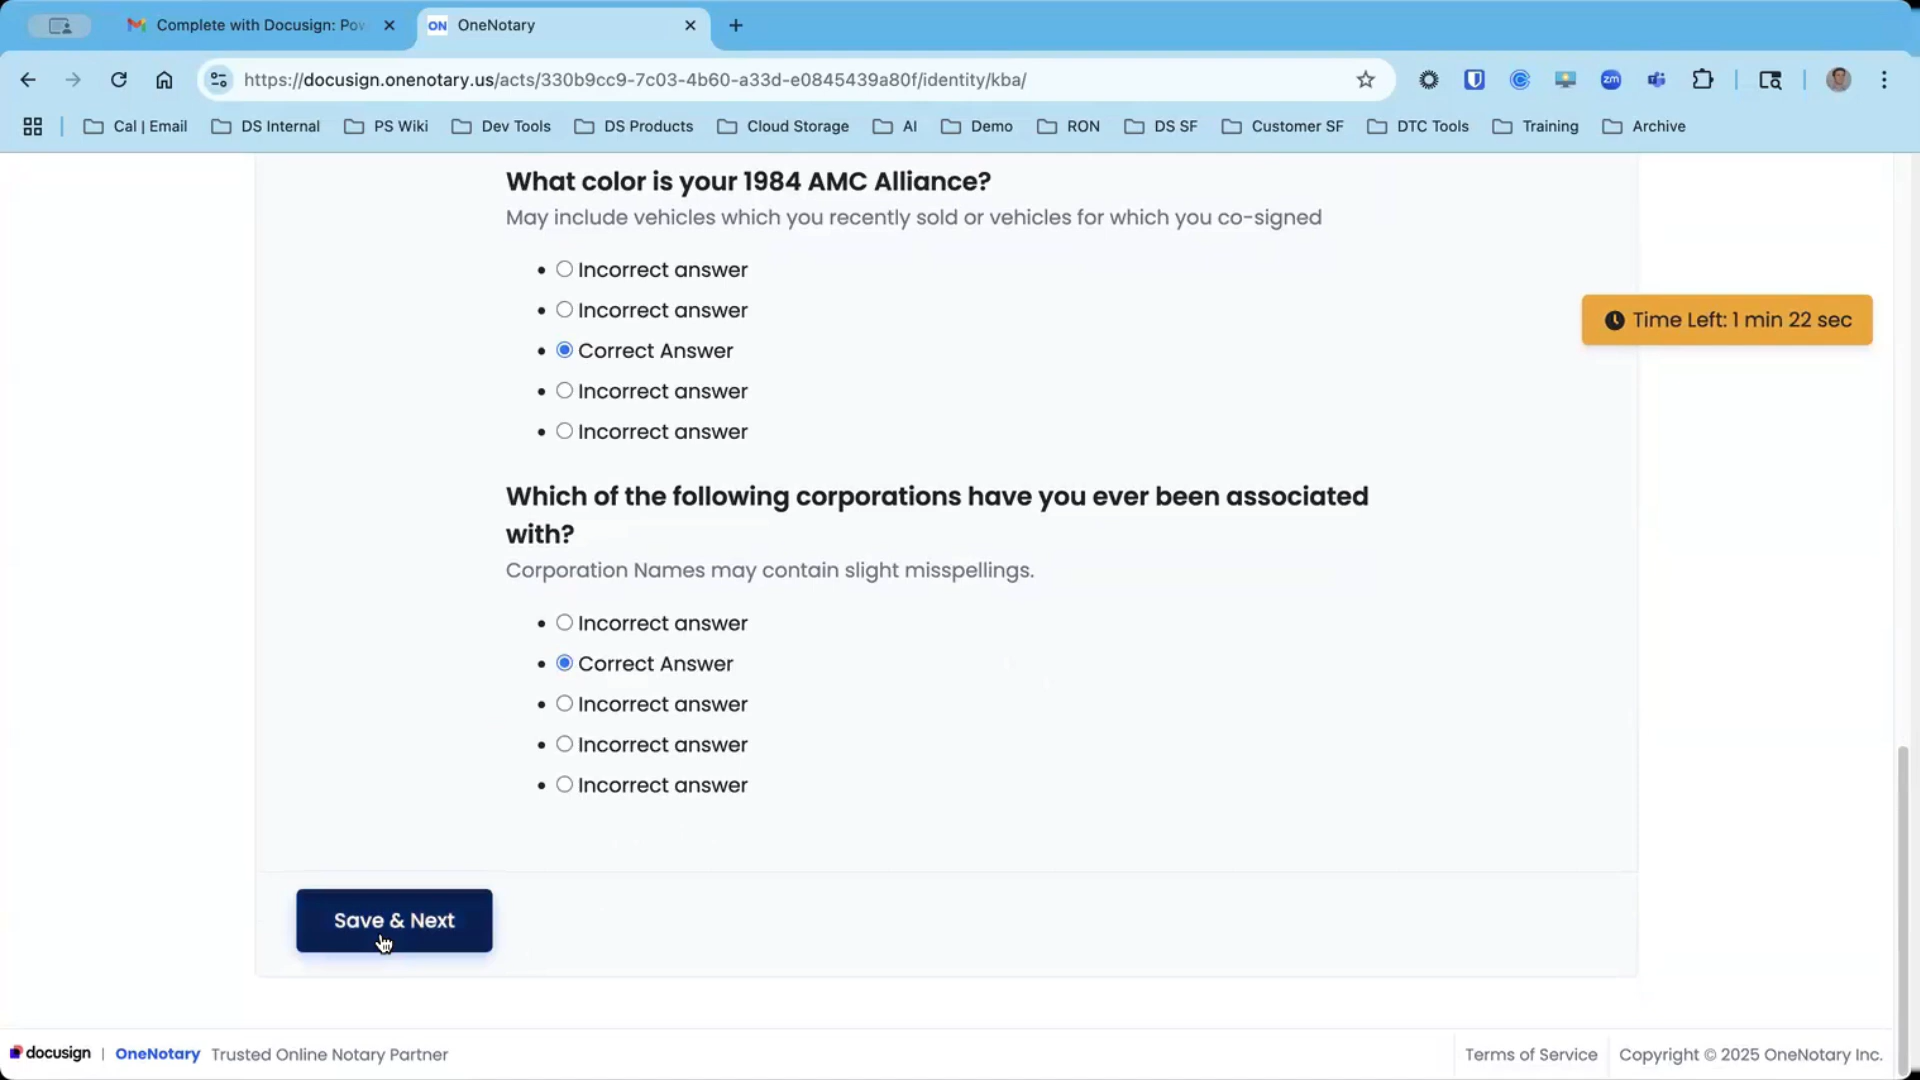 Complete with Docusign: Pow
ON OneNotary
https://docusign.onenotary.us/acts/330b9cc9-7c03-4b60-a33d-e0845439a80f/identity/kba/
zm
Cal | Email DS Internal PS Wiki Dev Tools DS Products Cloud Storage AI Demo RON DS SF Customer SF DTC Tools Training Archive
What color is your 1984 AMC Alliance?
May include vehicles which you recently sold or vehicles for which you co-signed
Incorrect answer
Incorrect answer
Time Left: 1 min 22 sec
Correct Answer
Incorrect answer
Incorrect answer
Which of the following corporations have you ever been associated
with?
Corporation Names may contain slight misspellings.
Incorrect answer
Correct Answer
Incorrect answer
Incorrect answer
Incorrect answer
Save & Next
docusign | OneNotary Trusted Online Notary Partner Terms of Service Copyright © 2025 OneNotary Inc.